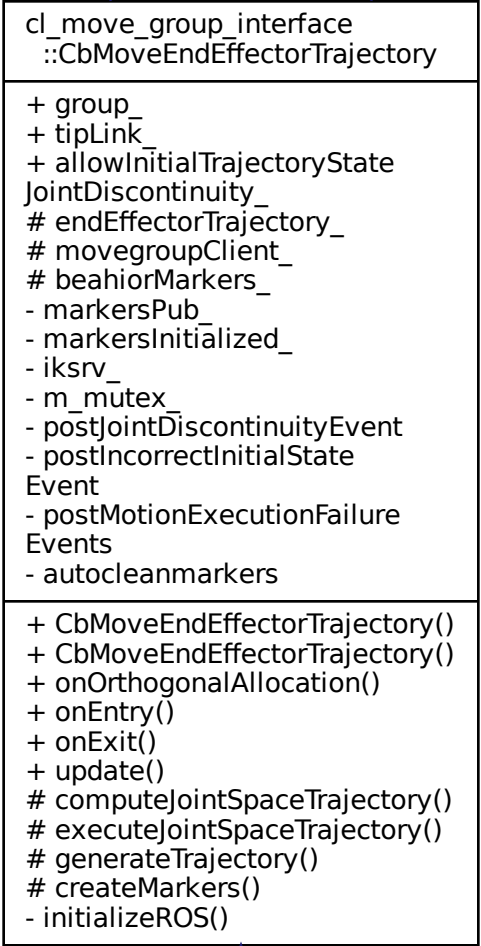 cl_move_group_interface
::CbMoveEndEffectorTrajectory
+ group_
+ tipLink_
+ allowInitialTrajectoryState
JointDiscontinuity_
# endEffectorTrajectory_
# movegroupClient_
# beahiorMarkers_
- markersPub_
- markersInitialized_
- iksrv_
- m_mutex_
- postJointDiscontinuityEvent
- postIncorrectInitialState
Event
- postMotionExecutionFailure
Events
- autocleanmarkers
+ CbMoveEndEffectorTrajectory()
+ CbMoveEndEffectorTrajectory()
+ onOrthogonalAllocation()
+ onEntry()
+ onExit()
+ update()
# computeJointSpaceTrajectory()
# executeJointSpaceTrajectory()
# generateTrajectory()
# createMarkers()
- initializeROS()